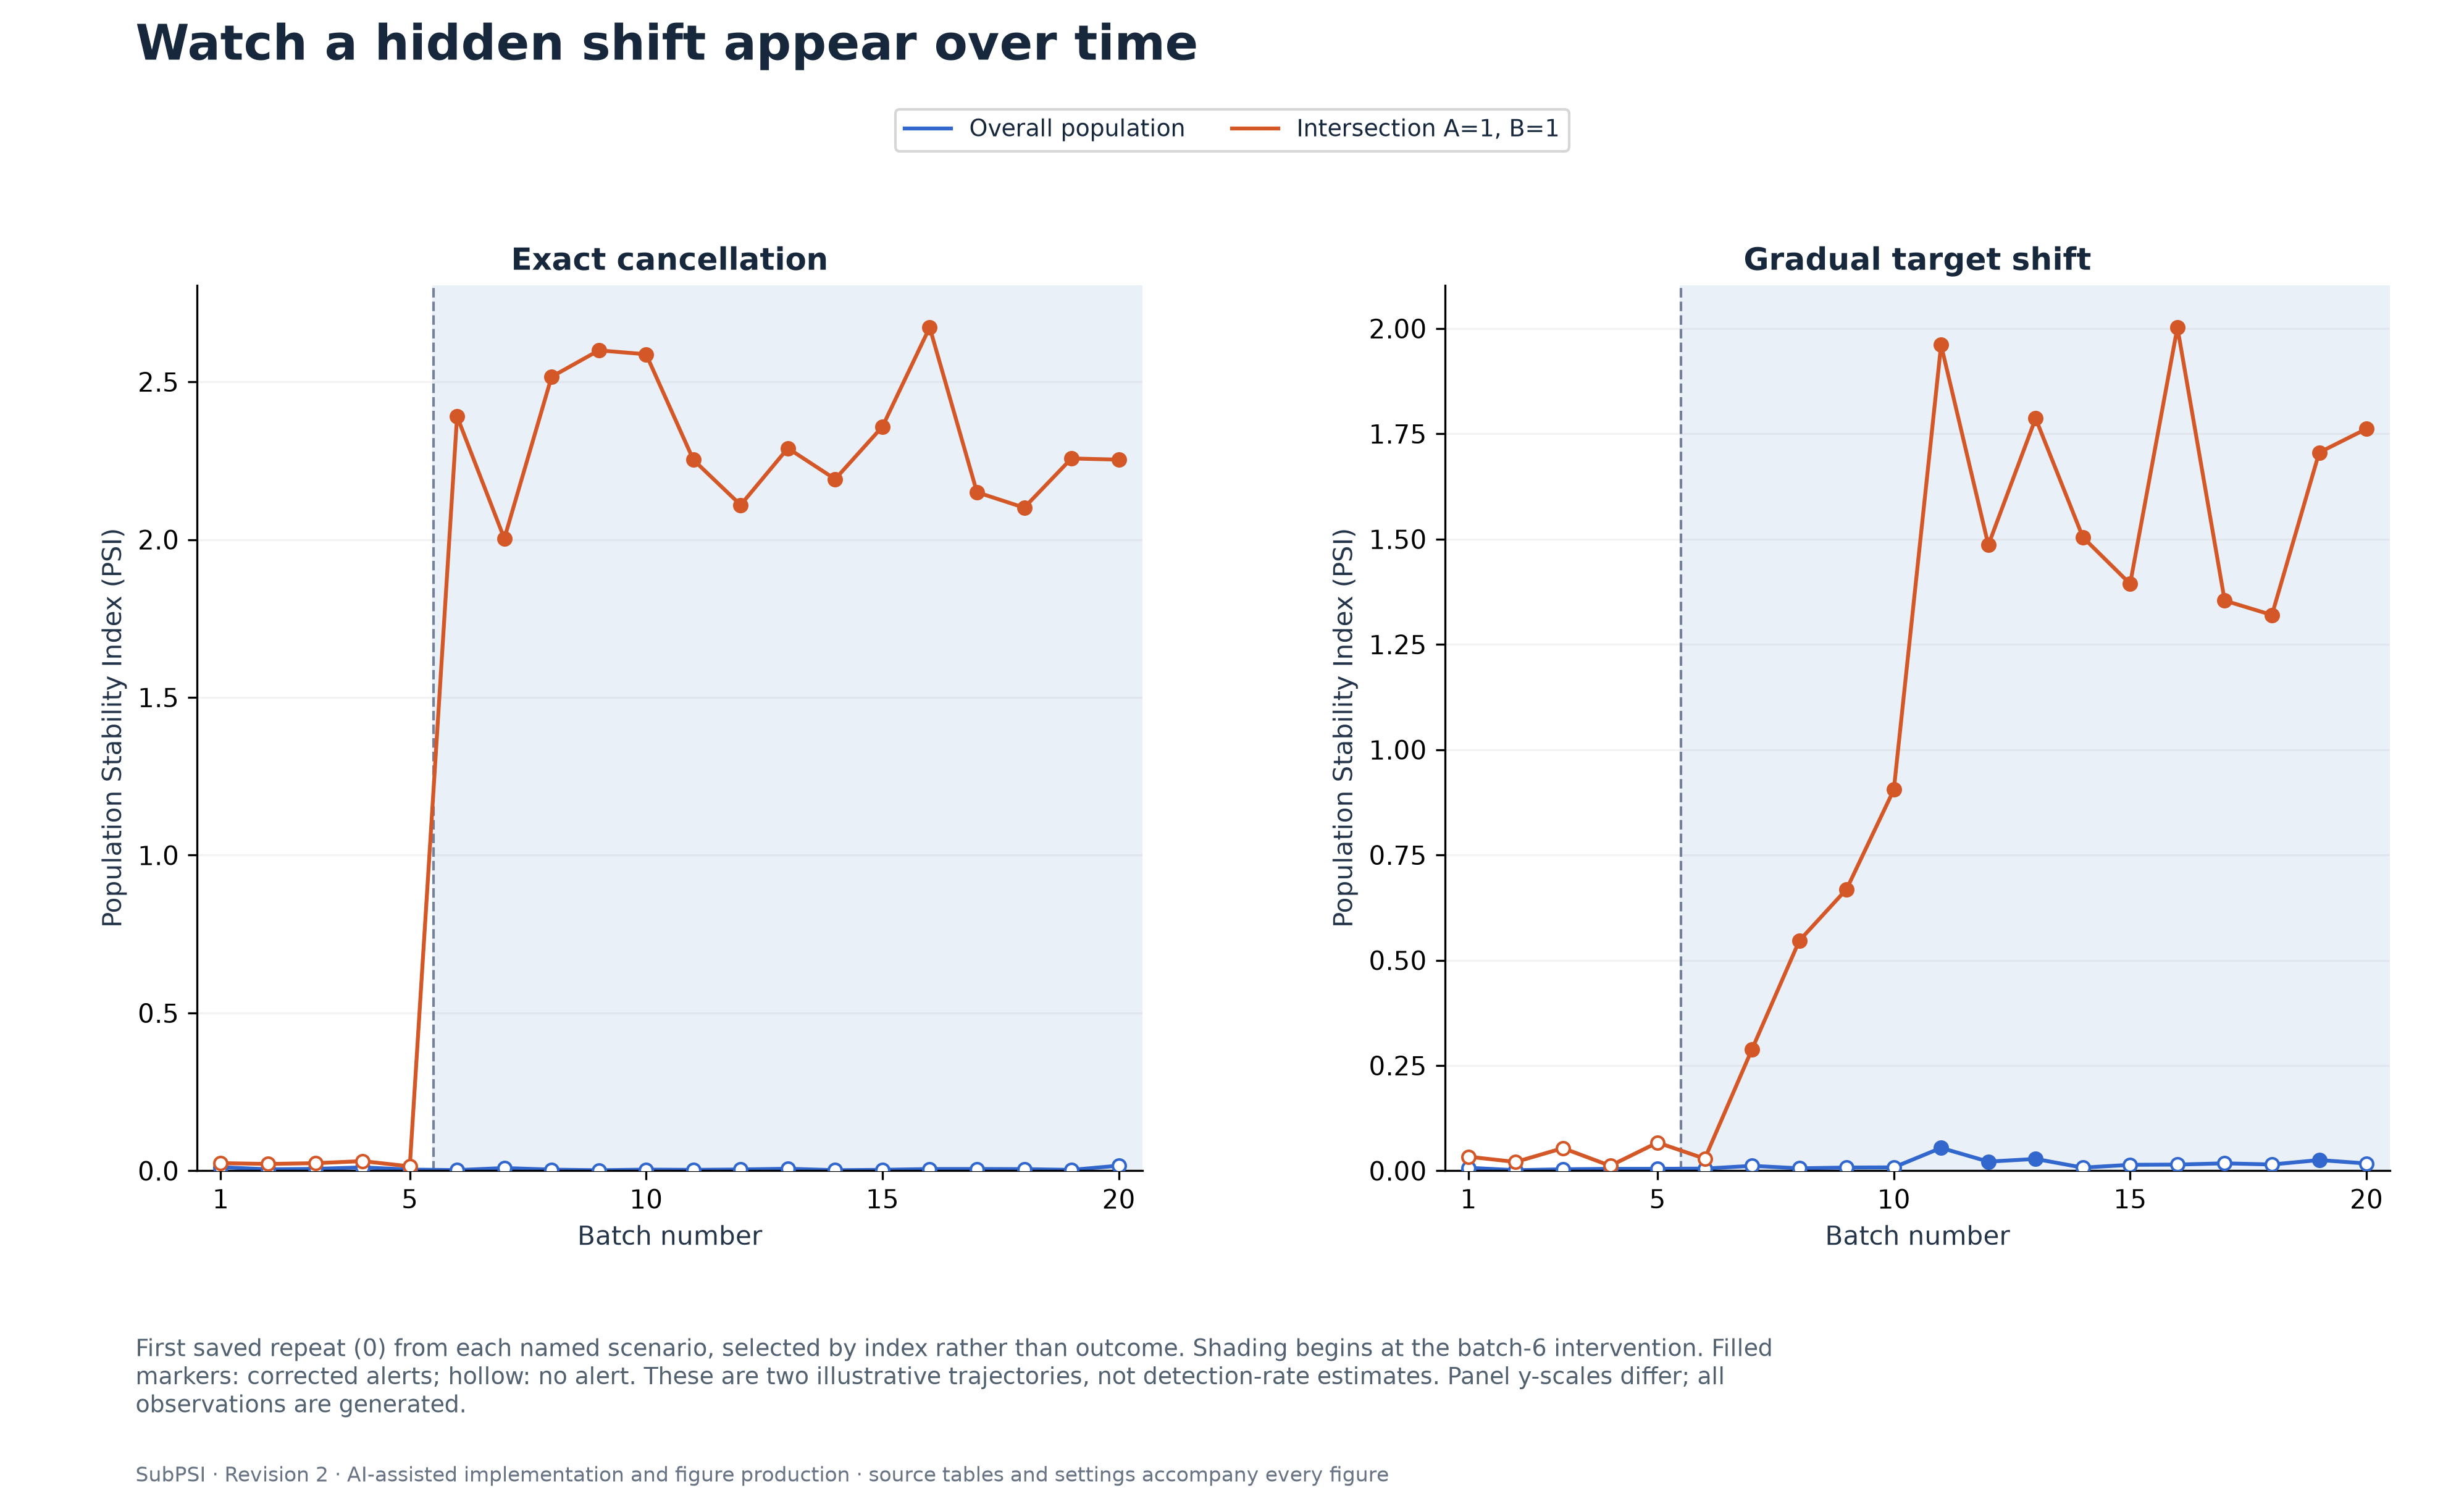 Watch a hidden shift appear over time
Overall population
Intersection A=1, B=1
Exact cancellation
Population Stability Index (PSI)
2.5
2.0
1.5
1.0
0.5
0.0
1
5
10
15
20
Batch number
Gradual target shift
Population Stability Index (PSI)
2.00
1.75
1.50
1.25
1.00
0.75
0.50
0.25
0.00
1
5
10
15
20
Batch number
First saved repeat (0) from each named scenario, selected by index rather than outcome. Shading begins at the batch-6 intervention. Filled
markers: corrected alerts; hollow: no alert. These are two illustrative trajectories, not detection-rate estimates. Panel y-scales differ; all
observations are generated.
SubPSI · Revision 2 · AI-assisted implementation and figure production · source tables and settings accompany every figure